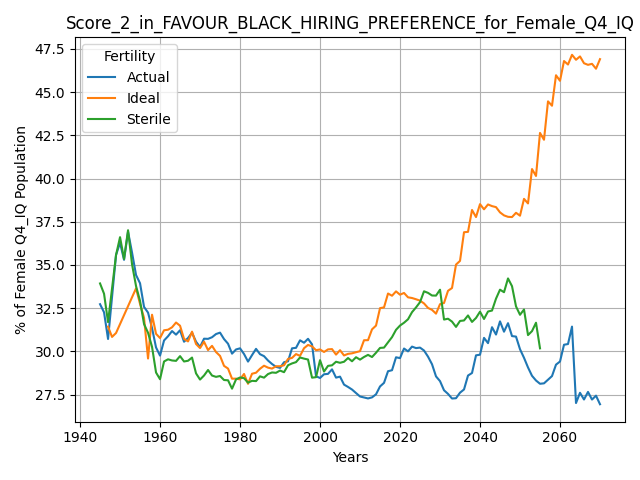 Score_2_in_FAVOUR_BLACK_HIRING_PREFERENCE_for_Female_Q4_IQ
Fertility
Actual
Ideal
Sterile
% of Female Q4_IQ Population
47.5
45.0
42.5
40.0
37.5
35.0
32.5
30.0
27.5
1940 1960 1980 2000 2020 2040 2060
Years